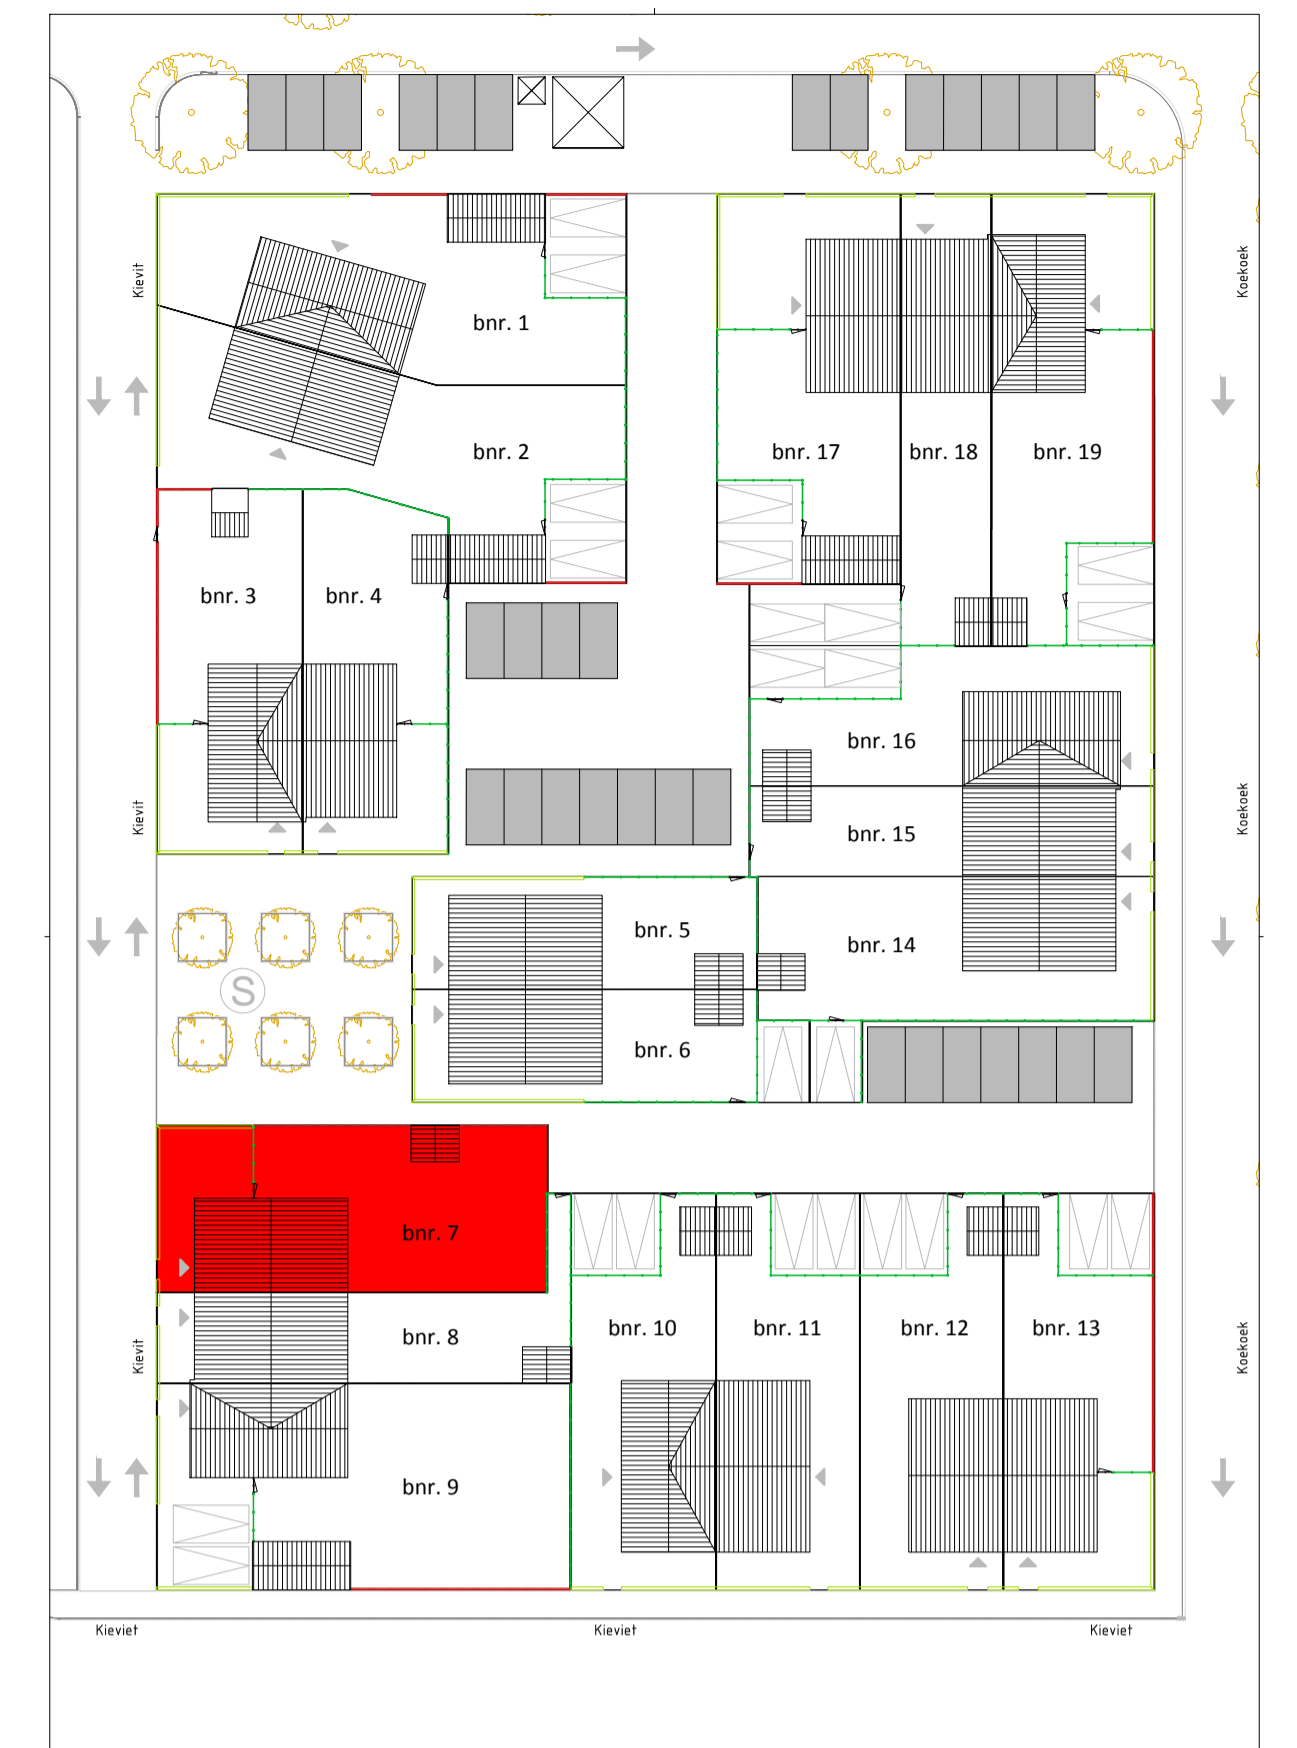 Kievit
Koekoek
bnr. 1
bnr. 2
bnr. 17
bnr. 18
bnr. 19
bnr. 3
bnr. 4
bnr. 16
Kievit
Koekoek
bnr. 15
bnr. 5
bnr. 14
S
bnr. 6
bnr. 7
bnr. 8
bnr. 10
bnr. 11
bnr. 12
bnr. 13
Kievit
Koekoek
bnr. 9
Kieviet
Kieviet
Kieviet